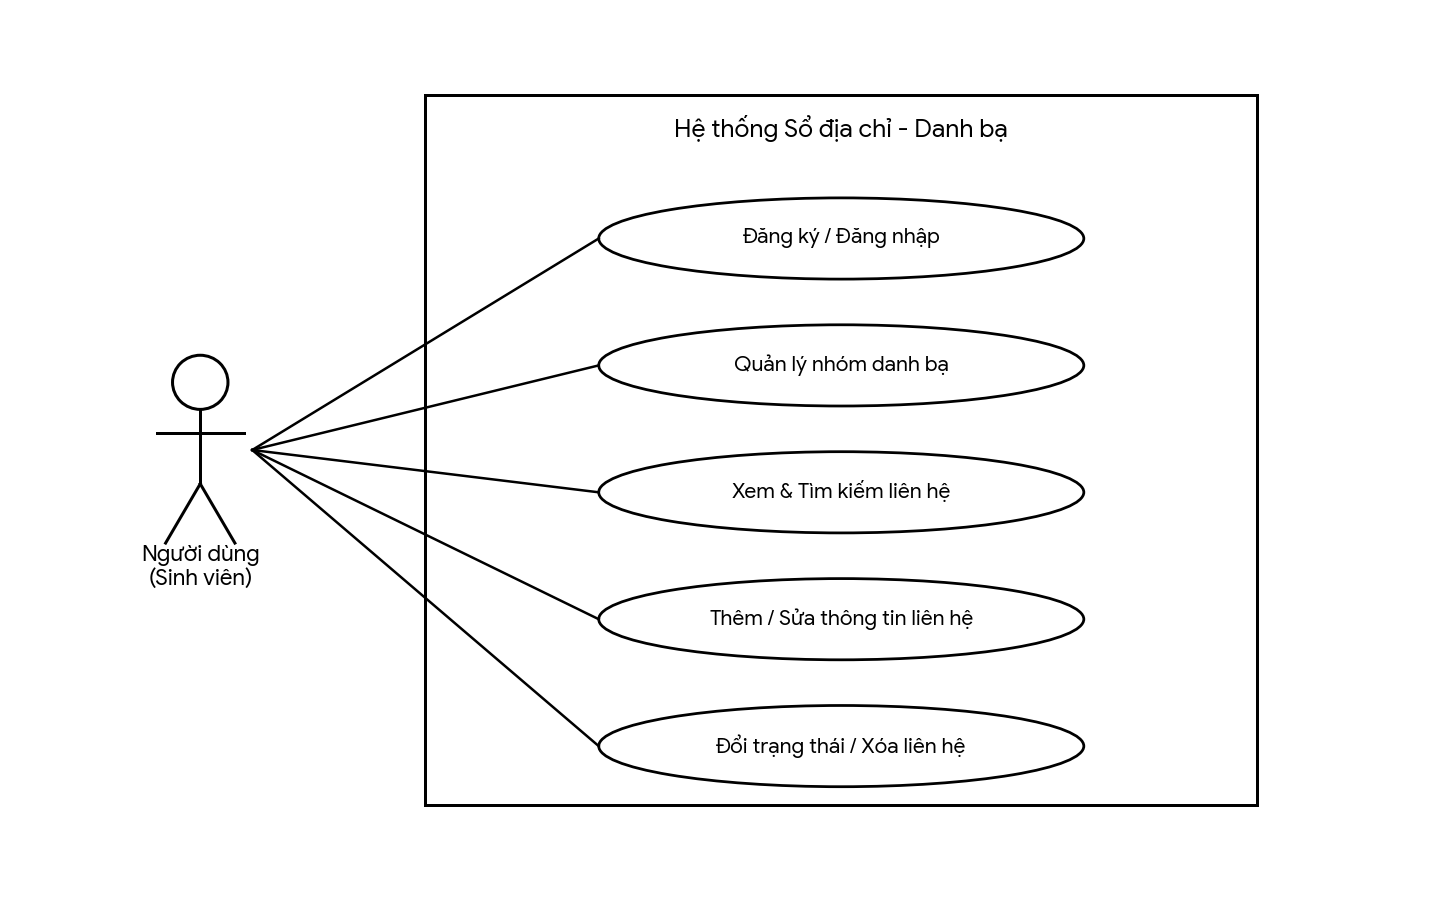 Hệ thống Sổ địa chỉ - Danh bạ
Đăng ký / Đăng nhập
Quản lý nhóm danh bạ
Xem & Tìm kiếm liên hệ
Thêm / Sửa thông tin liên hệ
Đổi trạng thái / Xóa liên hệ
Người dùng
(Sinh viên)